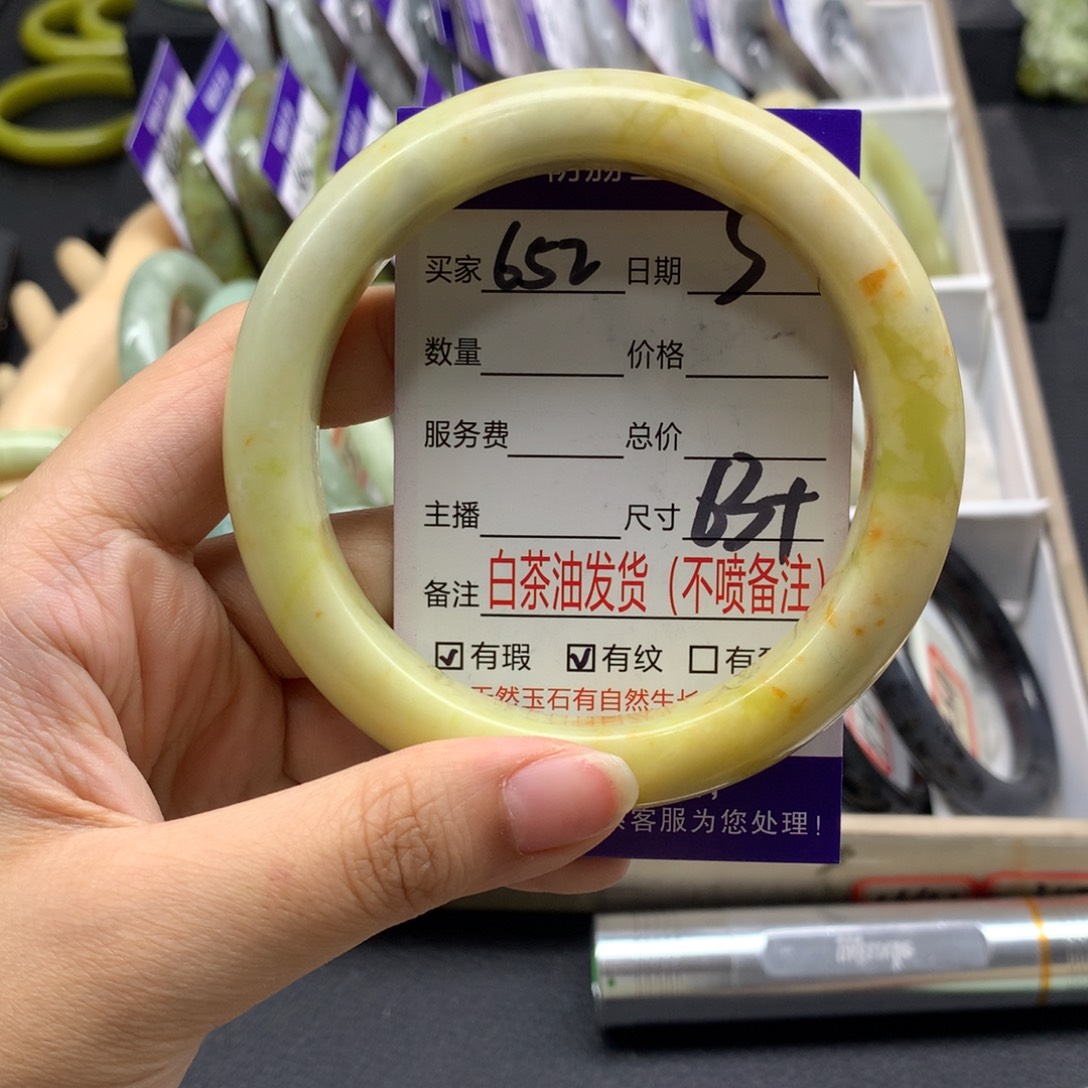 买家 652 日期 5
数量 价格
服务费 总价
主播 尺寸 63+
备注 白茶油发货（不喷备注）
☑有瑕 ☑有纹 ☐有
天然玉石有自然生长
客服为您处理！